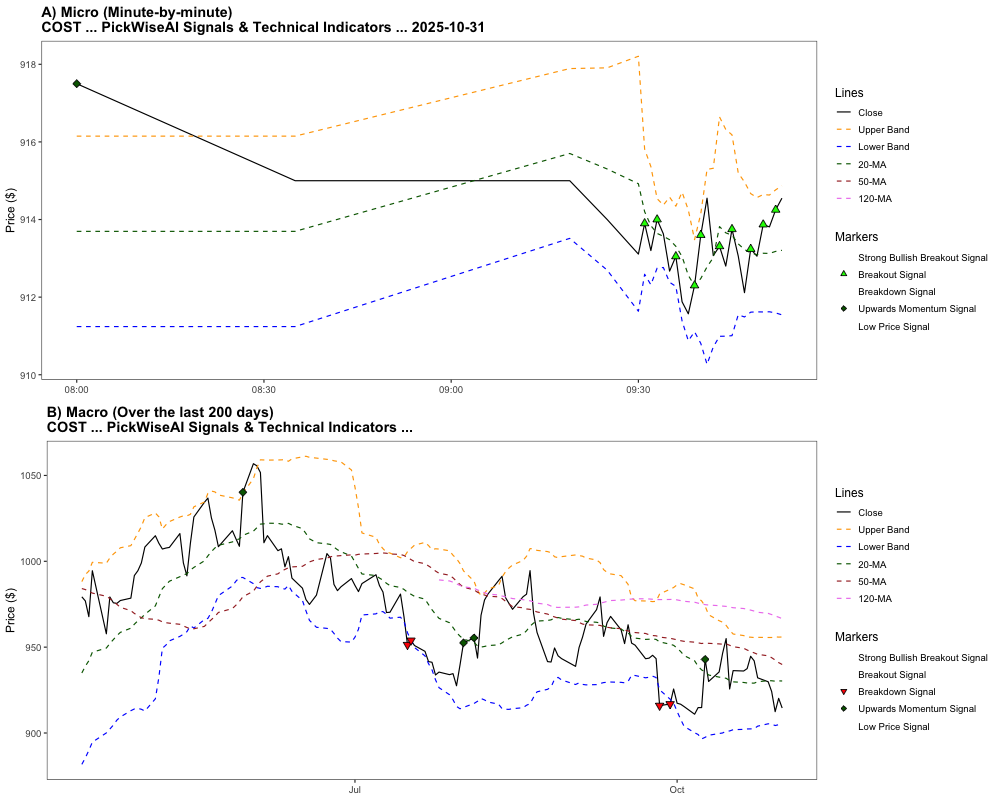 A) Micro (Minute-by-minute)
COST ... PickWiseAI Signals & Technical Indicators ... 2025-10-31
Price ($)
918
916
914
912
910
08:00
08:30
09:00
09:30
Lines
Close
Upper Band
Lower Band
20-MA
50-MA
120-MA
Markers
Strong Bullish Breakout Signal
Breakout Signal
Breakdown Signal
Upwards Momentum Signal
Low Price Signal
B) Macro (Over the last 200 days)
COST ... PickWiseAI Signals & Technical Indicators ...
Price ($)
1050
1000
950
900
Jul
Oct
Lines
Close
Upper Band
Lower Band
20-MA
50-MA
120-MA
Markers
Strong Bullish Breakout Signal
Breakout Signal
Breakdown Signal
Upwards Momentum Signal
Low Price Signal